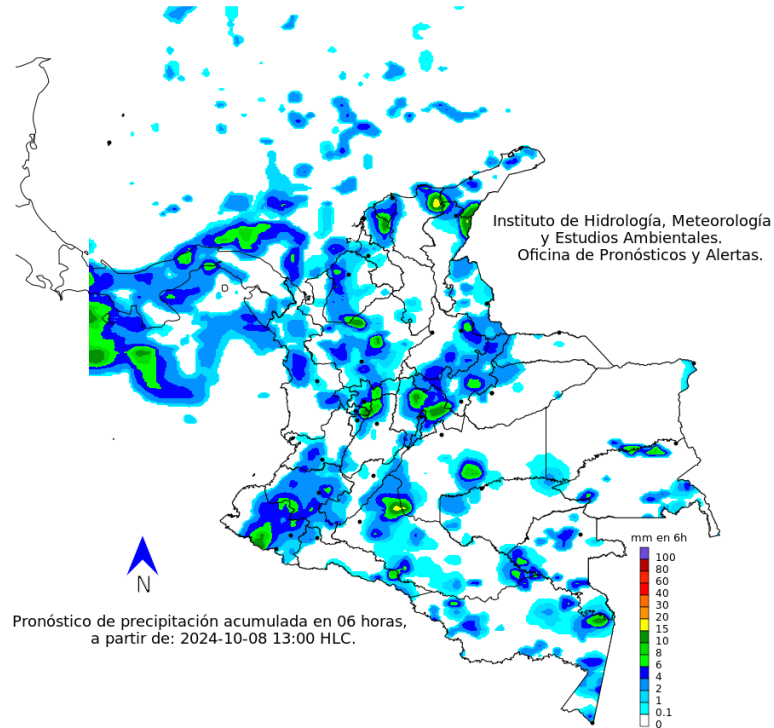 Instituto de Hidrología, Meteorología
y Estudios Ambientales.
Oficina de Pronósticos y Alertas.
mm en 6h
100
80
60
40
30
20
15
10
8
6
4
2
1
0.1
0
N
Pronóstico de precipitación acumulada en 06 horas,
a partir de: 2024-10-08 13:00 HLC.